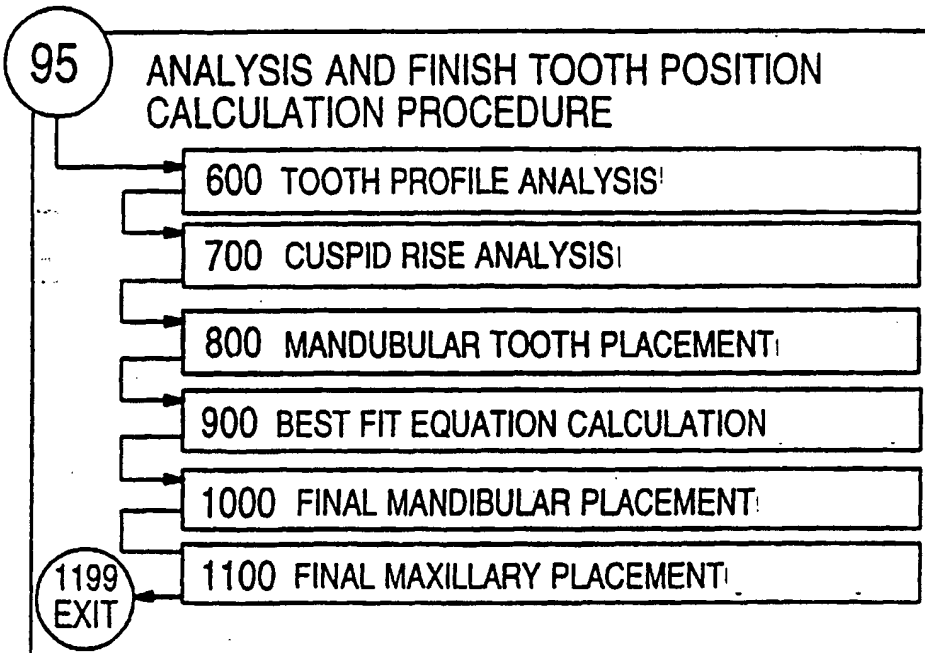 95
ANALYSIS AND FINISH TOOTH POSITION
CALCULATION PROCEDURE
600 TOOTH PROFILE ANALYSIS
700 CUSPID RISE ANALYSIS
800 MANDUBULAR TOOTH PLACEMENT
900 BEST FIT EQUATION CALCULATION
1000 FINAL MANDIBULAR PLACEMENT
1100 FINAL MAXILLARY PLACEMENT
1199
EXIT